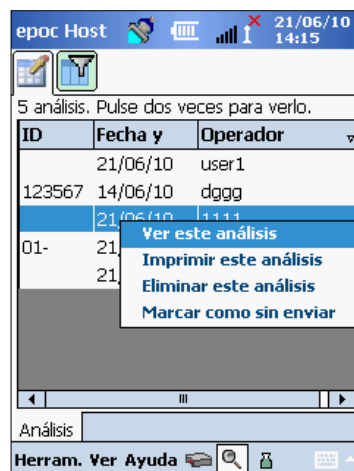 epoc Host 21/06/10
14:15
5 análisis. Pulse dos veces para verlo.
ID Fecha y Operador
21/06/10 user1
123567 14/06/10 dggg
21/06/10 1111
01- 21
21
Ver este análisis
Imprimir este análisis
Eliminar este análisis
Marcar como sin enviar
Análisis
Herram. Ver Ayuda